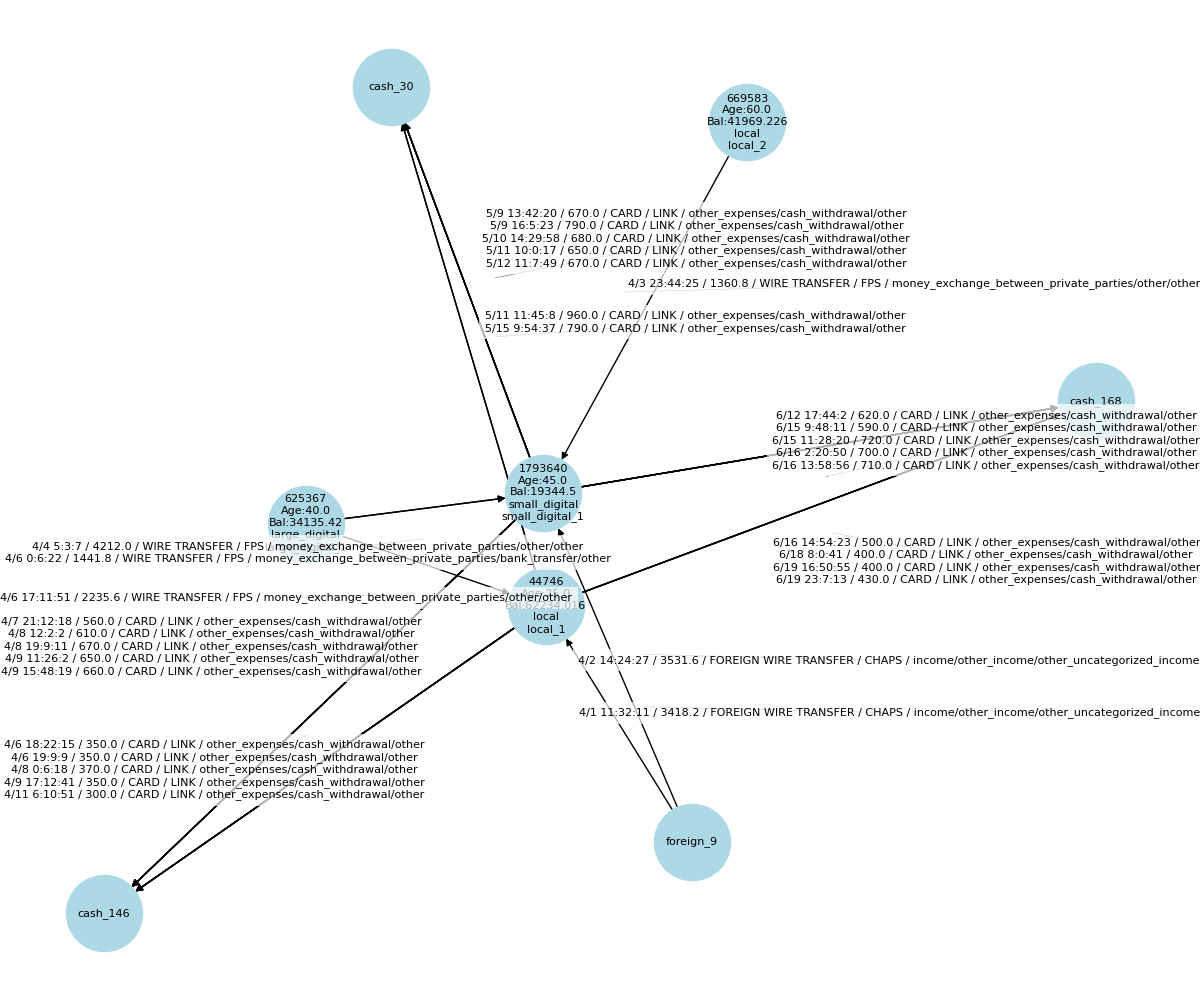 cash_30
669583
Age:60.0
Bal:41969.226
local
local_2
5/9 13:42:20 / 670.0 / CARD / LINK / other_expenses/cash_withdrawal/other
5/9 16:5:23 / 790.0 / CARD / LINK / other_expenses/cash_withdrawal/other
5/10 14:29:58 / 680.0 / CARD / LINK / other_expenses/cash_withdrawal/other
5/11 10:0:17 / 650.0 / CARD / LINK / other_expenses/cash_withdrawal/other
5/12 11:7:49 / 670.0 / CARD / LINK / other_expenses/cash_withdrawal/other
4/3 23:44:25 / 1360.8 / WIRE TRANSFER / FPS / money_exchange_between_private_parties/other/other
5/11 11:45:8 / 960.0 / CARD / LINK / other_expenses/cash_withdrawal/other
5/15 9:54:37 / 790.0 / CARD / LINK / other_expenses/cash_withdrawal/other
cash_168
6/12 17:44:2 / 620.0 / CARD / LINK / other_expenses/cash_withdrawal/other
6/15 9:48:11 / 590.0 / CARD / LINK / other_expenses/cash_withdrawal/other
6/15 11:28:20 / 720.0 / CARD / LINK / other_expenses/cash_withdrawal/other
6/16 2:20:50 / 700.0 / CARD / LINK / other_expenses/cash_withdrawal/other
6/16 13:58:56 / 710.0 / CARD / LINK / other_expenses/cash_withdrawal/other
1793640
Age:45.0
Bal:19344.5
small_digital
small_digital_1
625367
Age:40.0
Bal:34135.42
large_digital
4/4 5:3:7 / 4212.0 / WIRE TRANSFER / FPS / money_exchange_between_private_parties/other/other
4/6 0:6:22 / 1441.8 / WIRE TRANSFER / FPS / money_exchange_between_private_parties/bank_transfer/other
6/16 14:54:23 / 500.0 / CARD / LINK / other_expenses/cash_withdrawal/other
6/18 8:0:41 / 400.0 / CARD / LINK / other_expenses/cash_withdrawal/other
6/19 16:50:55 / 400.0 / CARD / LINK / other_expenses/cash_withdrawal/other
6/19 23:7:13 / 430.0 / CARD / LINK / other_expenses/cash_withdrawal/other
44746
Bal:62234.016
local
local_1
4/6 17:11:51 / 2235.6 / WIRE TRANSFER / FPS / money_exchange_between_private_parties/other/other
4/7 21:12:18 / 560.0 / CARD / LINK / other_expenses/cash_withdrawal/other
4/8 12:2:2 / 610.0 / CARD / LINK / other_expenses/cash_withdrawal/other
4/8 19:9:11 / 670.0 / CARD / LINK / other_expenses/cash_withdrawal/other
4/9 11:26:2 / 650.0 / CARD / LINK / other_expenses/cash_withdrawal/other
4/9 15:48:19 / 660.0 / CARD / LINK / other_expenses/cash_withdrawal/other
4/2 14:24:27 / 3531.6 / FOREIGN WIRE TRANSFER / CHAPS / income/other_income/other_uncategorized_income
4/1 11:32:11 / 3418.2 / FOREIGN WIRE TRANSFER / CHAPS / income/other_income/other_uncategorized_income
4/6 18:22:15 / 350.0 / CARD / LINK / other_expenses/cash_withdrawal/other
4/6 19:9:9 / 350.0 / CARD / LINK / other_expenses/cash_withdrawal/other
4/8 0:6:18 / 370.0 / CARD / LINK / other_expenses/cash_withdrawal/other
4/9 17:12:41 / 350.0 / CARD / LINK / other_expenses/cash_withdrawal/other
4/11 6:10:51 / 300.0 / CARD / LINK / other_expenses/cash_withdrawal/other
foreign_9
cash_146